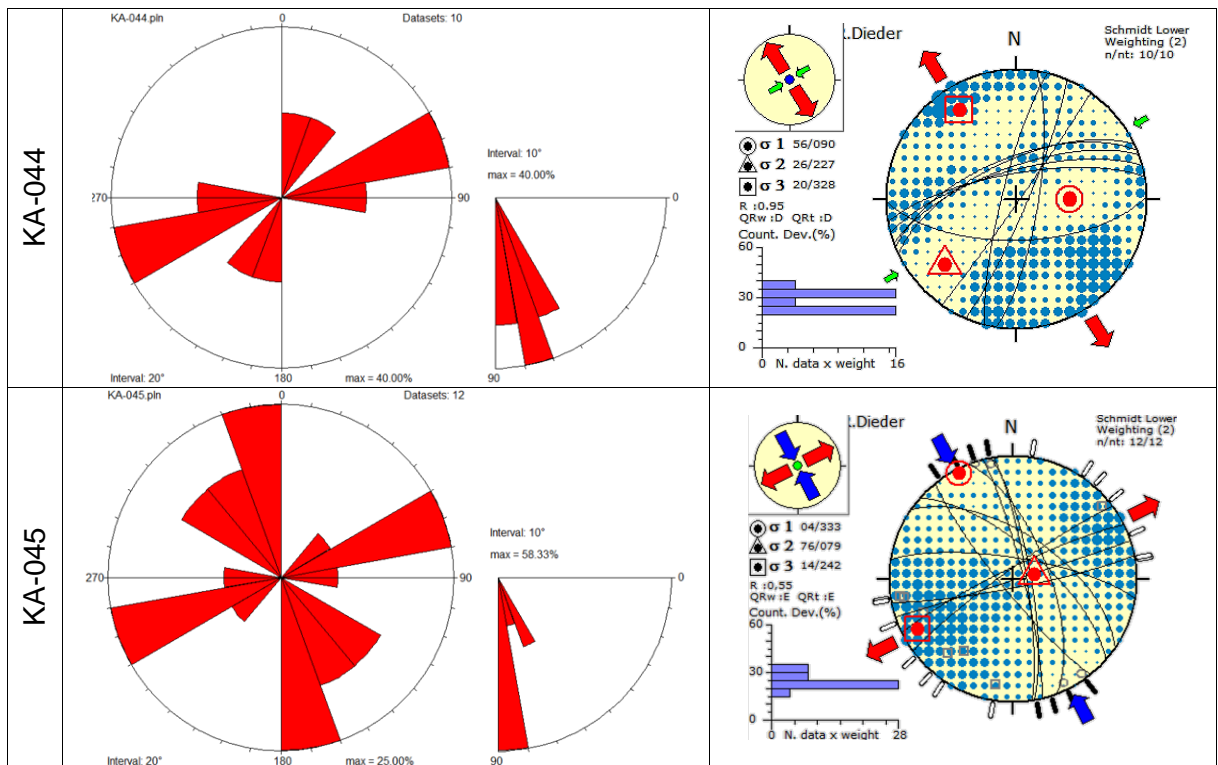 KA-044
KA-044.pln
0
Datasets: 10
270
90
Interval: 20°
180
max = 40.00%
Interval: 10°
max = 40.00%
0
90
R.Dieder
N
Schmidt Lower
Weighting (2)
n/nt: 10/10
σ 1 56/090
σ 2 26/227
σ 3 20/328
R :0.95
QRw :D QRt :D
Count. Dev.(%)
60
30
0
0 N. data x weight 16
KA-045
KA-045.pln
0
Datasets: 12
270
90
Interval: 20°
180
max = 25.00%
Interval: 10°
max = 58.33%
0
90
R.Dieder
N
Schmidt Lower
Weighting (2)
n/nt: 12/12
σ 1 04/333
σ 2 76/079
σ 3 14/242
R :0,55
QRw :E QRt :E
Count. Dev.(%)
60
30
0
0 N. data x weight 28